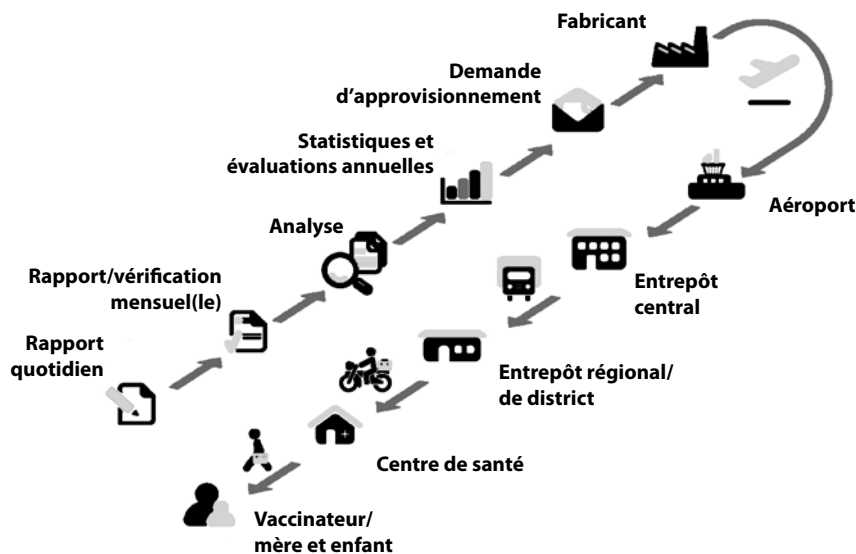 Fabricant
Demande
d’approvisionnement
Statistiques et
évaluations annuelles
Analyse
Rapport/vérification
mensuel(le)
Rapport
quotidien
Aéroport
Entrepôt
central
Entrepôt régional/
de district
Centre de santé
Vaccinateur/
mère et enfant